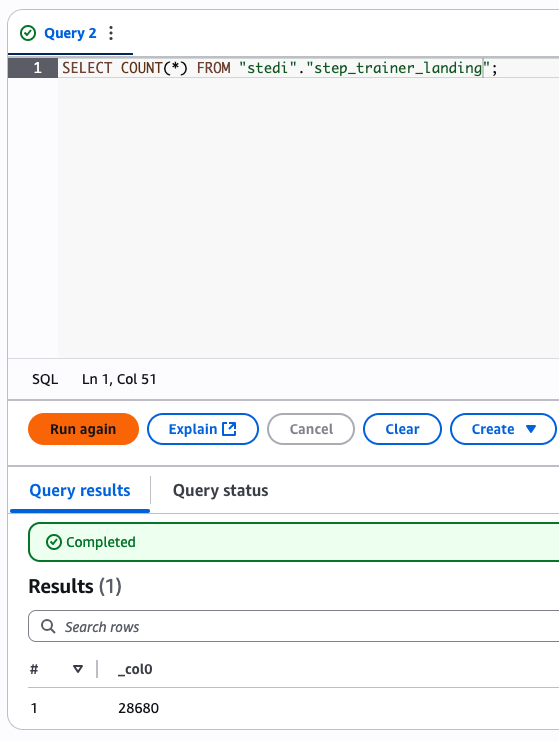 Query 2
1 SELECT COUNT(*) FROM "stedi"."step_trainer_landing";
SQL Ln 1, Col 51
Run again Explain Cancel Clear Create
Query results Query status
Completed
Results (1)
Search rows
# _col0
1 28680